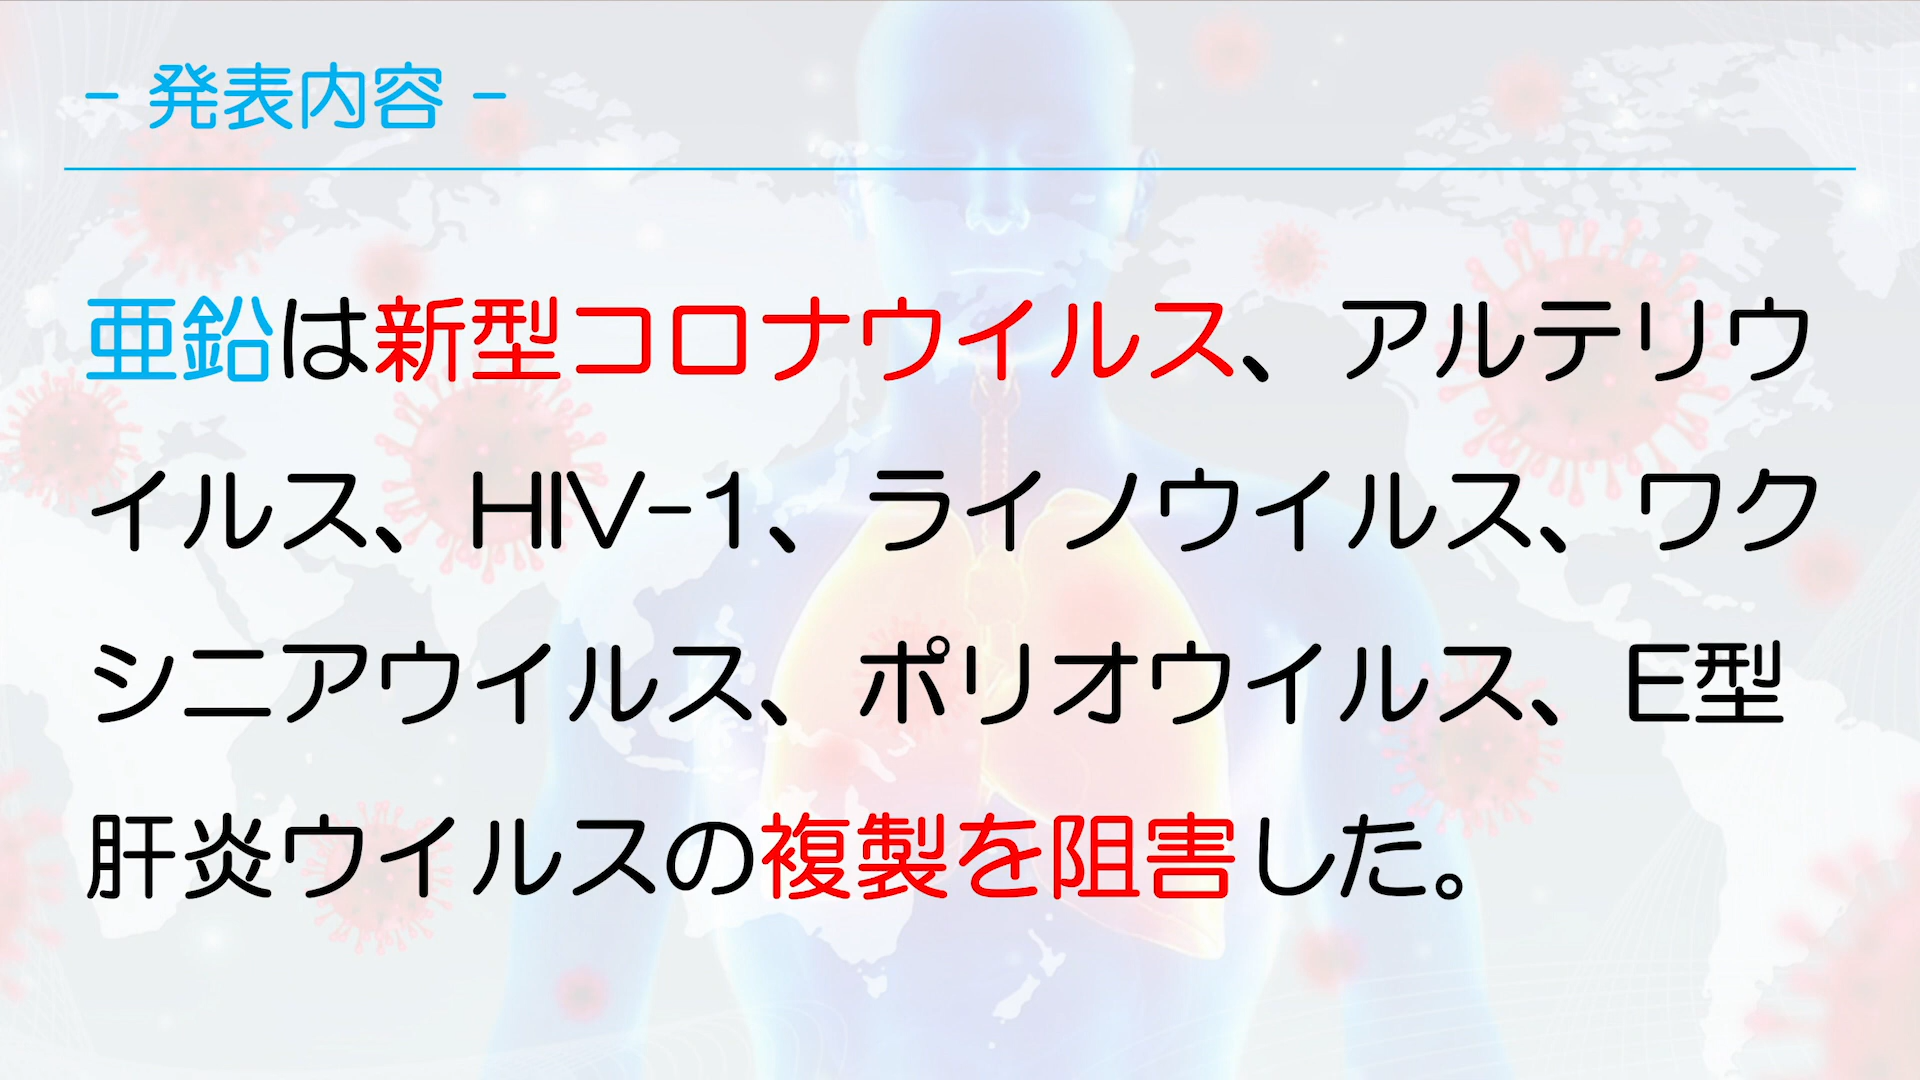 - 発表内容 -
亜鉛は新型コロナウイルス、アルテリウ
イルス、HIV-1、ライノウイルス、ワク
シニアウイルス、ポリオウイルス、E型
肝炎ウイルスの複製を阻害した。